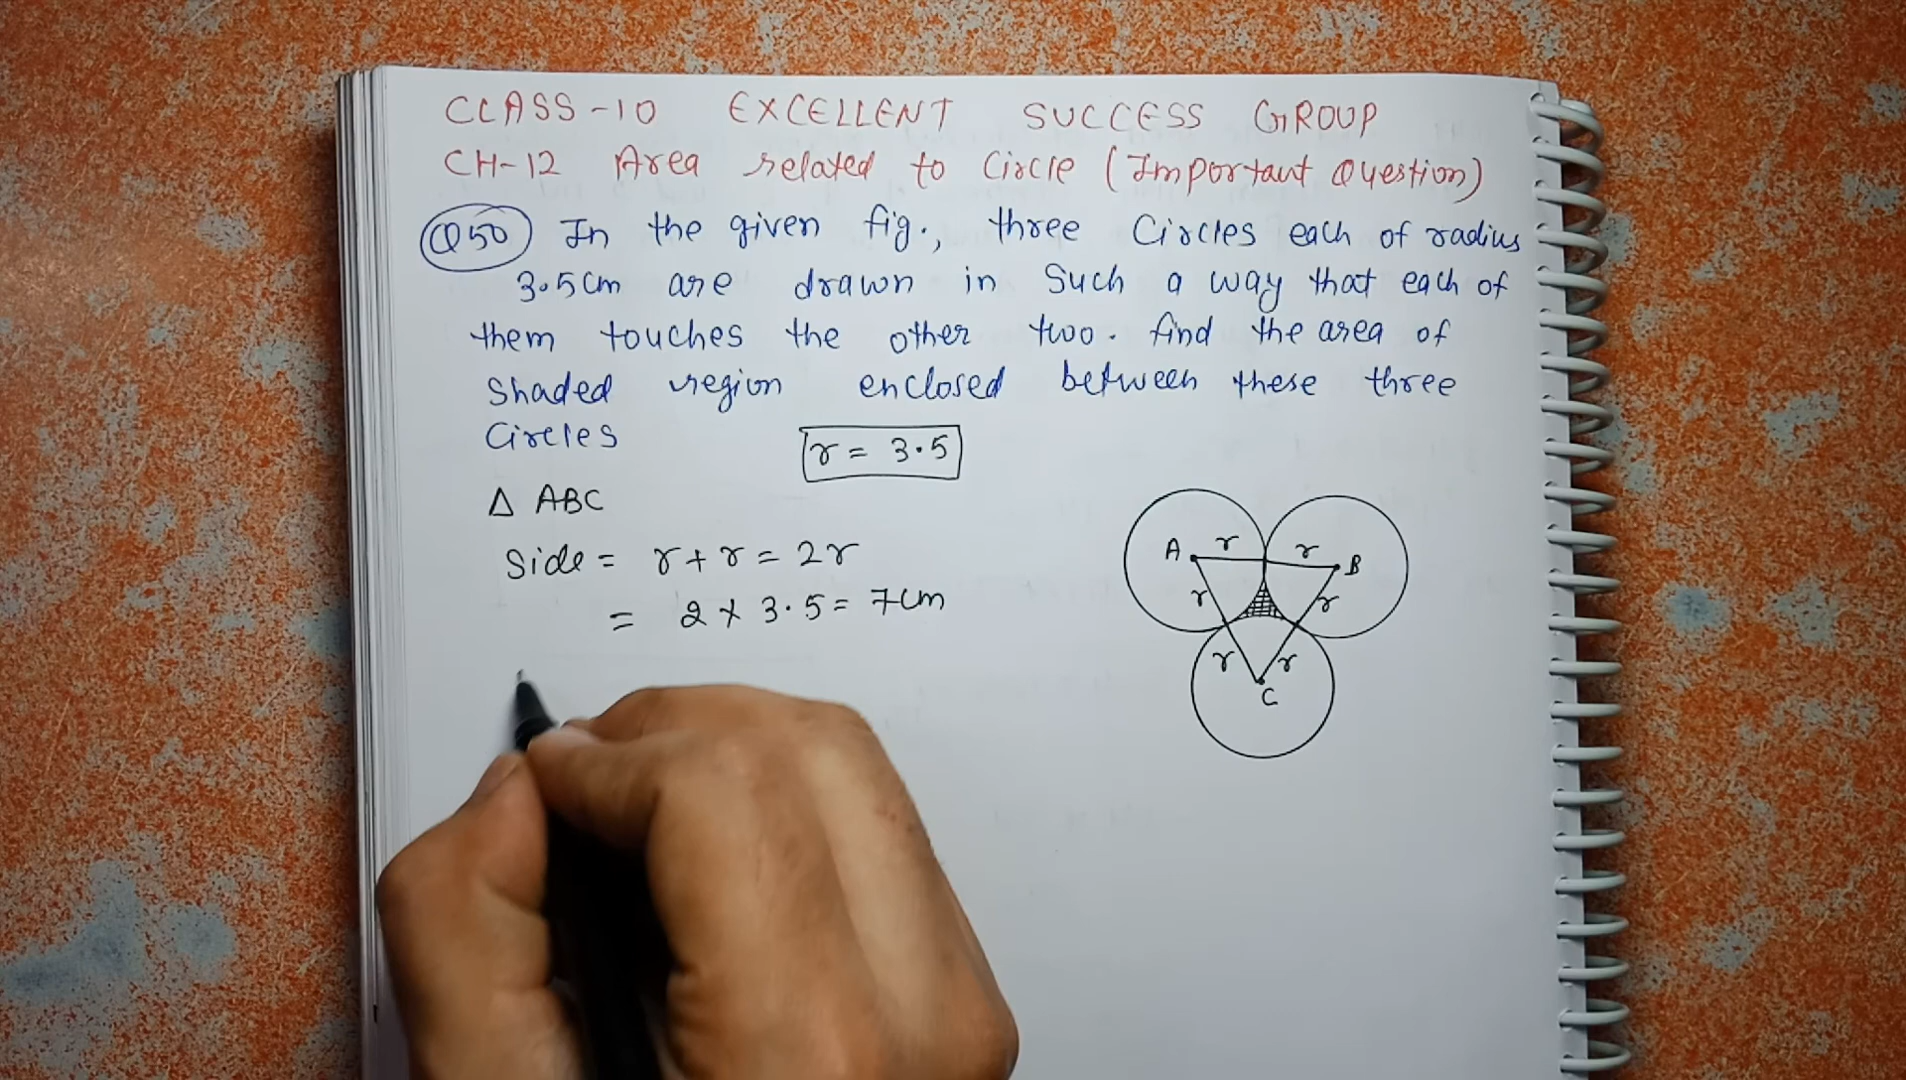 CLASS-10 EXCELLENT SUCCESS GROUP
CH-12 Area related to Circle (Important Question)
Q50 In the given fig., three Circles each of radius
3.5cm are drawn in Such a way that each of
them touches the other two. find the area of
Shaded region enclosed between these three
Circles r = 3.5
Δ ABC
Side = r + r = 2r
= 2 × 3.5 = 7cm
A r r B
r r
r r
C